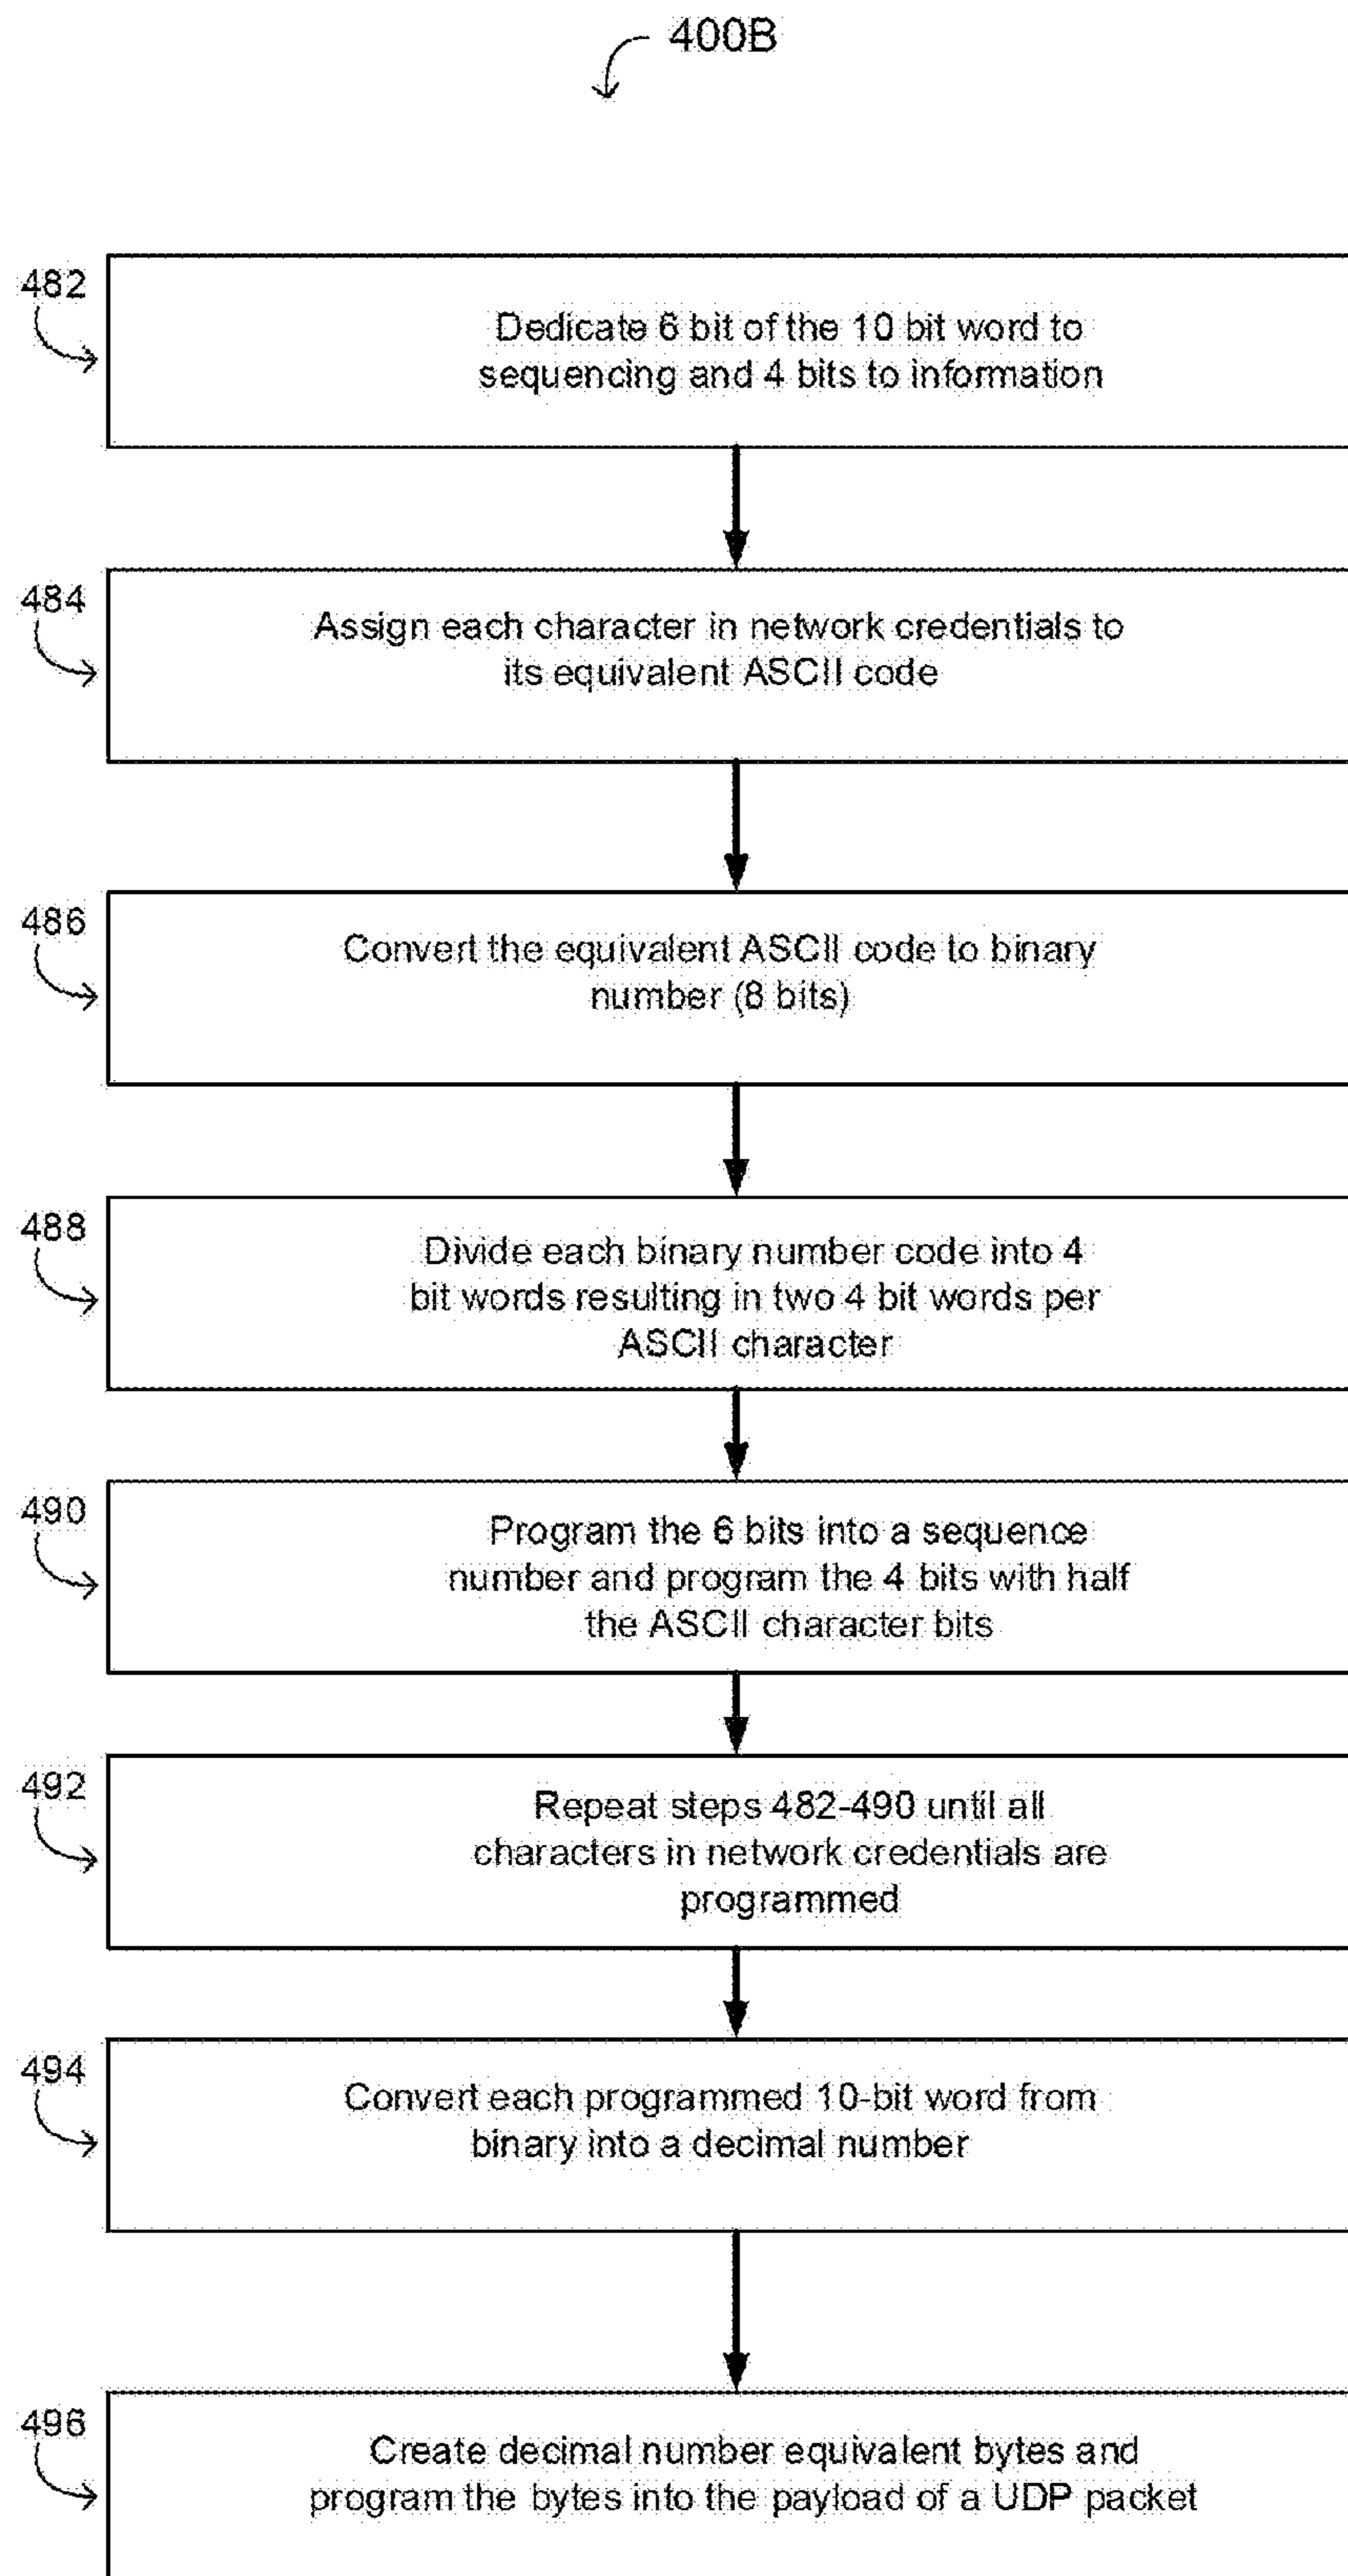 400B
482
Dedicate 6 bit of the 10 bit word to
sequencing and 4 bits to information
484
Assign each character in network credentials to
its equivalent ASCII code
486
Convert the equivalent ASCII code to binary
number (8 bits)
488
Divide each binary number code into 4
bit words resulting in two 4 bit words per
ASCII character
490
Program the 6 bits into a sequence
number and program the 4 bits with half
the ASCII character bits
492
Repeat steps 482-490 until all
characters in network credentials are
programmed
494
Convert each programmed 10-bit word from
binary into a decimal number
496
Create decimal number equivalent bytes and
program the bytes into the payload of a UDP packet